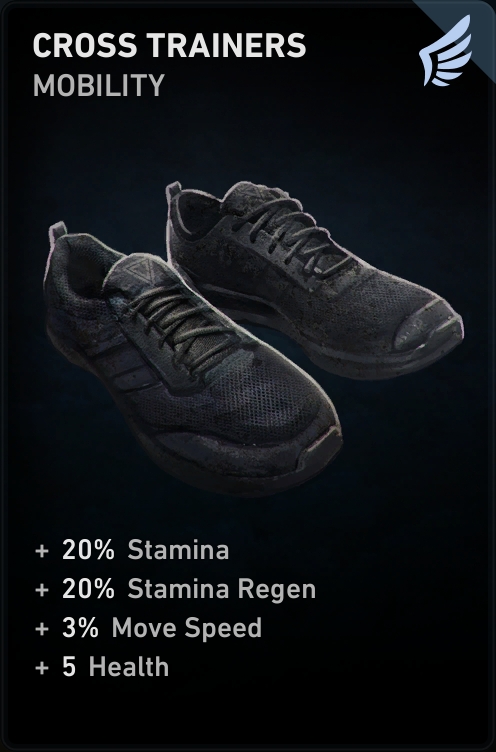 CROSS TRAINERS
MOBILITY
+ 20% Stamina
+ 20% Stamina Regen
+ 3% Move Speed
+ 5 Health